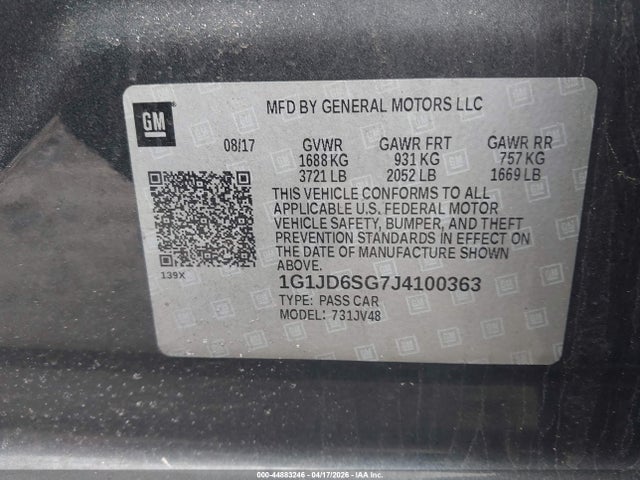 GM
MFD BY GENERAL MOTORS LLC
08/17 GVWR GAWR FRT GAWR RR
1688 KG 931 KG 757 KG
3721 LB 2052 LB 1669 LB
THIS VEHICLE CONFORMS TO ALL
APPLICABLE U.S. FEDERAL MOTOR
VEHICLE SAFETY, BUMPER, AND THEFT
PREVENTION STANDARDS IN EFFECT ON
THE DATE OF MANUFACTURE SHOWN
ABOVE.
139X
1G1JD6SG7J4100363
TYPE: PASS CAR
MODEL: 731JV48
000-44883246 - 04/17/2026 - IAA Inc.